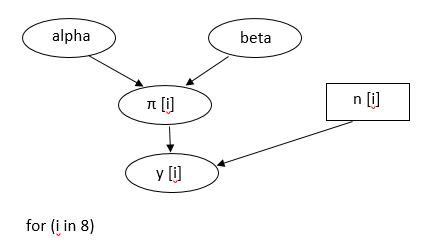 alpha
beta
π [i]
n [i]
y [i]
for (i in 8)